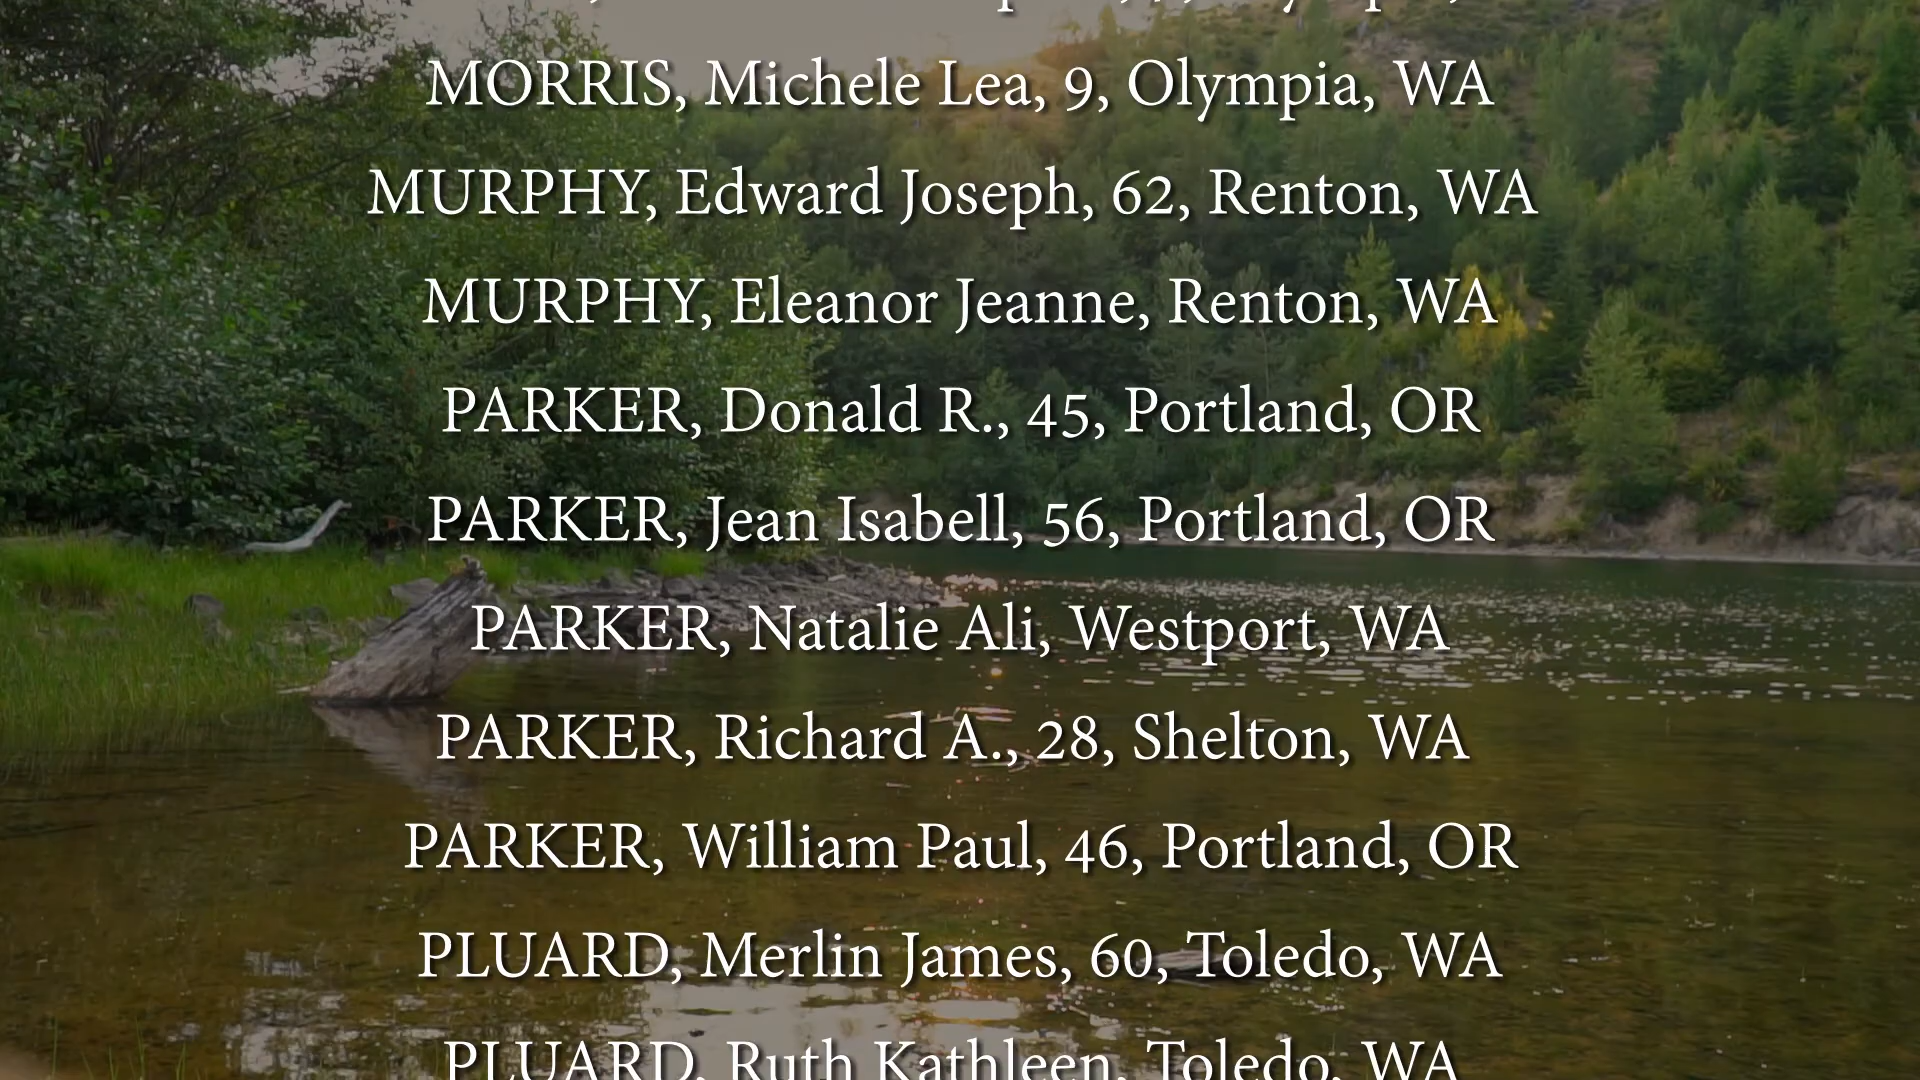 MORRIS, Michele Lea, 9, Olympia, WA
MURPHY, Edward Joseph, 62, Renton, WA
MURPHY, Eleanor Jeanne, Renton, WA
PARKER, Donald R., 45, Portland, OR
PARKER, Jean Isabell, 56, Portland, OR
PARKER, Natalie Ali, Westport, WA
PARKER, Richard A., 28, Shelton, WA
PARKER, William Paul, 46, Portland, OR
PLUARD, Merlin James, 60, Toledo, WA
PLUARD, Ruth Kathleen, Toledo, WA